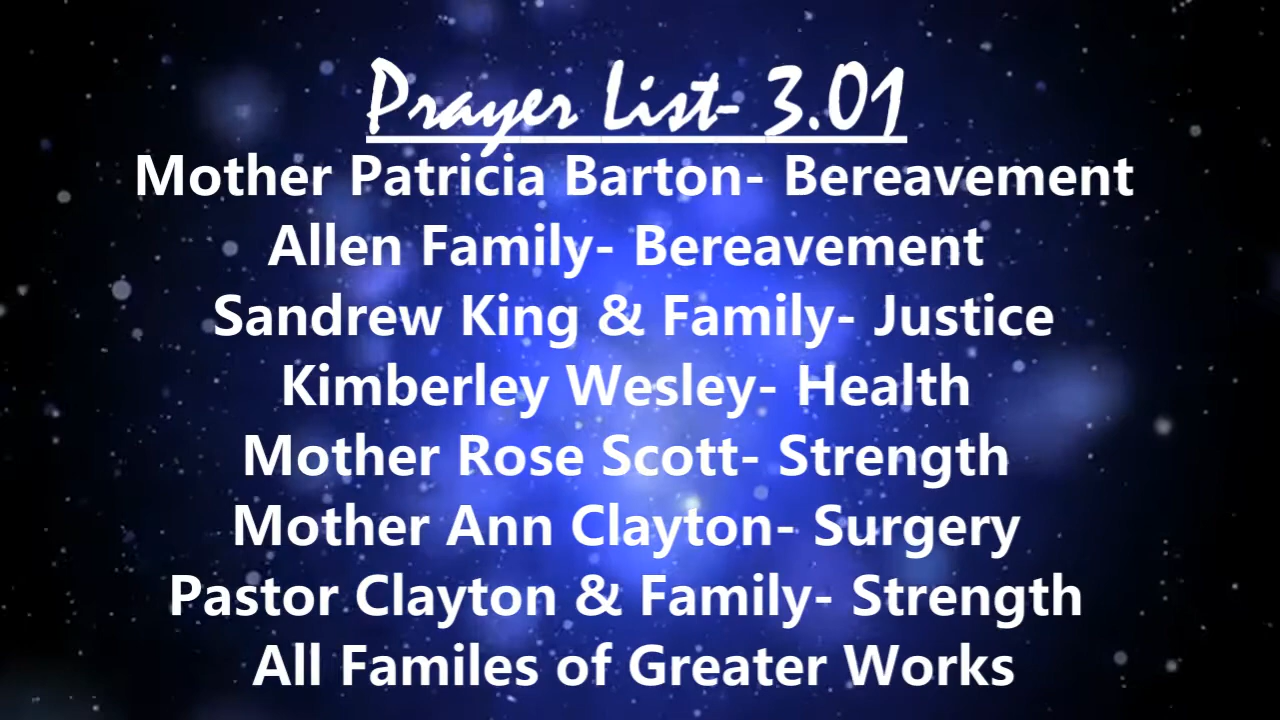 Prayer List- 3.01
Mother Patricia Barton- Bereavement
Allen Family- Bereavement
Sandrew King & Family- Justice
Kimberley Wesley- Health
Mother Rose Scott- Strength
Mother Ann Clayton- Surgery
Pastor Clayton & Family- Strength
All Familes of Greater Works